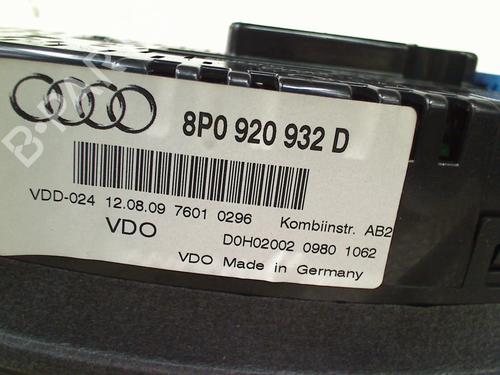 8P0 920 932 D
VDD-024 12.08.09 7601 0296
Kombiinstr. AB2
VDO
D0H02002 0980 1062
VDO Made in Germany